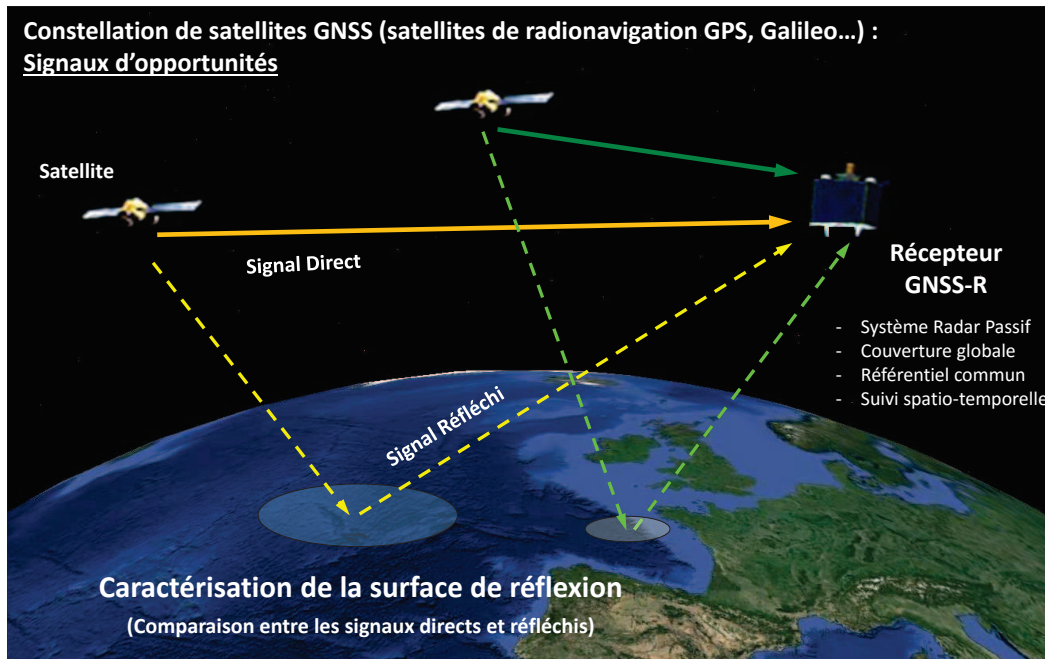 Constellation de satellites GNSS (satellites de radionavigation GPS, Galileo…) :
Signaux d’opportunités
Satellite
Signal Direct
Récepteur
GNSS-R
- Système Radar Passif
- Couverture globale
- Référentiel commun
- Suivi spatio-temporelle
Signal Réfléchi
Caractérisation de la surface de réflexion
(Comparaison entre les signaux directs et réfléchis)